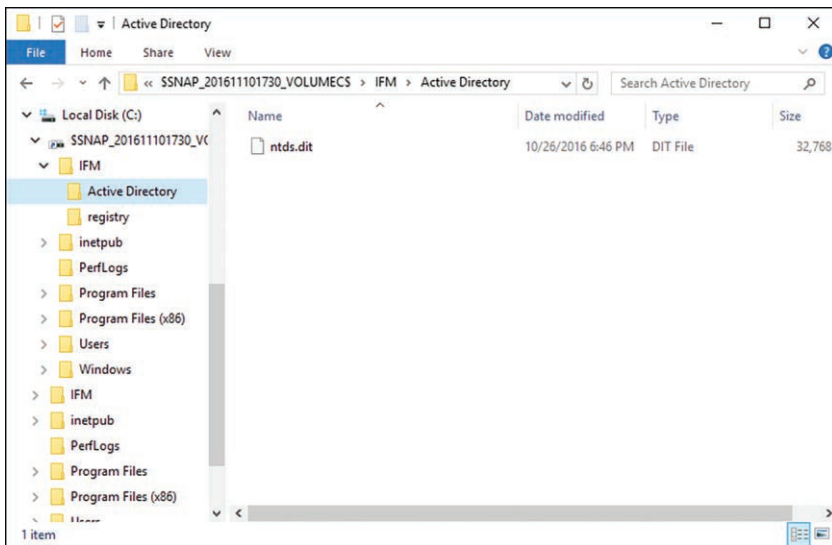 Active Directory
File Home Share View
« $SNAP_201611101730_VOLUMEC$ > IFM > Active Directory
Search Active Directory
Local Disk (C:)
$SNAP_201611101730_VO
IFM
Active Directory
registry
inetpub
PerfLogs
Program Files
Program Files (x86)
Users
Windows
IFM
inetpub
PerfLogs
Program Files
Program Files (x86)
Users
Name Date modified Type Size
ntds.dit 10/26/2016 6:46 PM DIT File 32,768
1 item